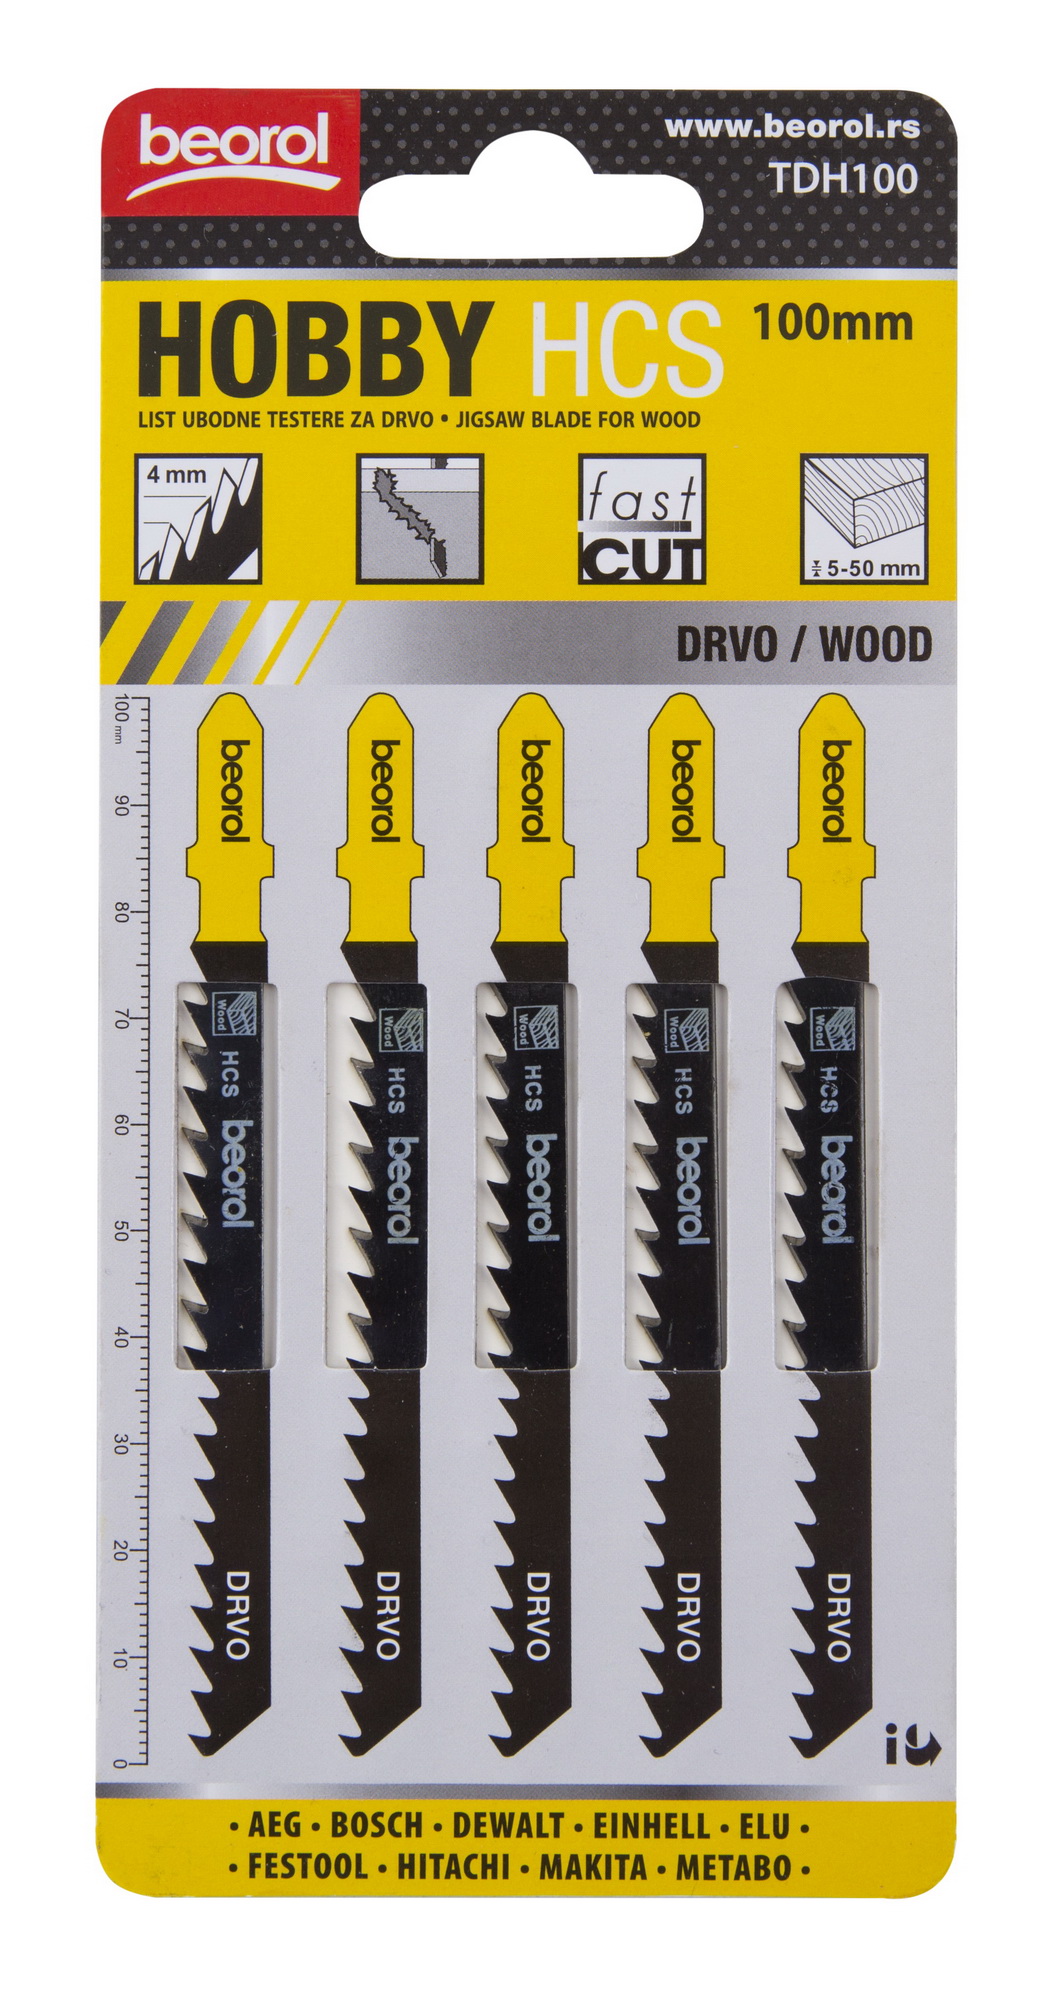 beorol
www.beorol.rs
TDH100
HOBBY HCS 100mm
LIST UBODNE TESTERE ZA DRVO • JIGSAW BLADE FOR WOOD
4 mm
fast
CUT
5-50 mm
DRVO / WOOD
100 mm
90
80
70
60
50
40
30
20
10
0
beorol
beorol
beorol
beorol
beorol
Wood HCS beorol
Wood HCS beorol
Wood HCS beorol
Wood HCS beorol
Wood HCS beorol
DRVO
DRVO
DRVO
DRVO
DRVO
i
• AEG • BOSCH • DEWALT • EINHELL • ELU •
• FESTOOL • HITACHI • MAKITA • METABO •